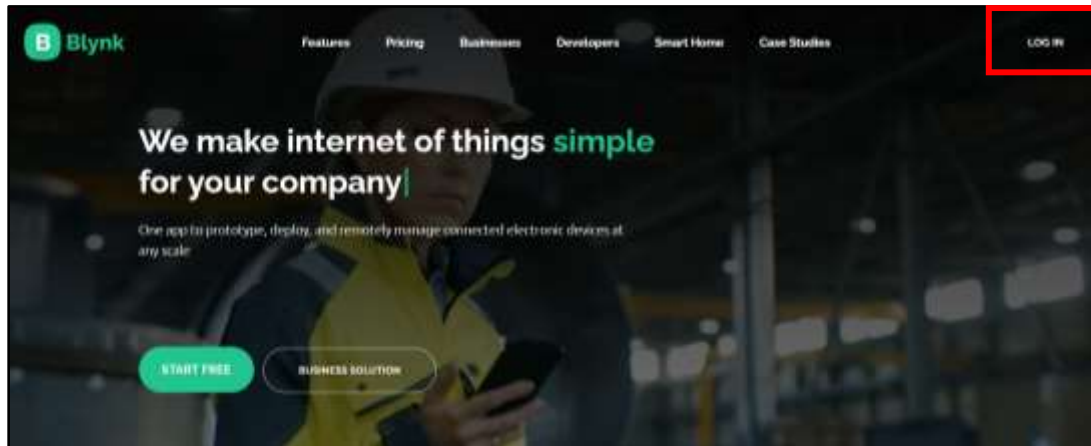 B Blynk
Features Pricing Businesses Developers Smart Home Case Studies LOG IN
We make internet of things simple
for your company
One app to prototype, deploy, and remotely manage connected electronic devices at
any scale
START FREE BUSINESS SOLUTION